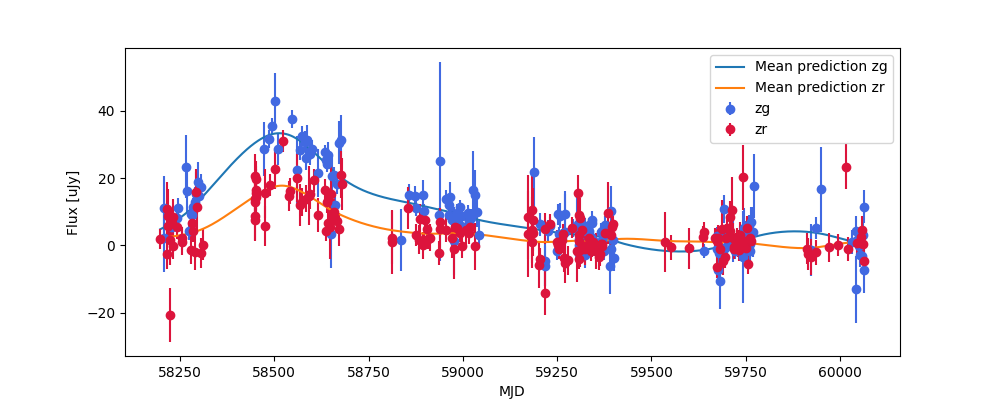 Mean prediction zg
Mean prediction zr
zg
zr
Flux [uJy]
40
20
0
−20
58250
58500
58750
59000
59250
59500
59750
60000
MJD